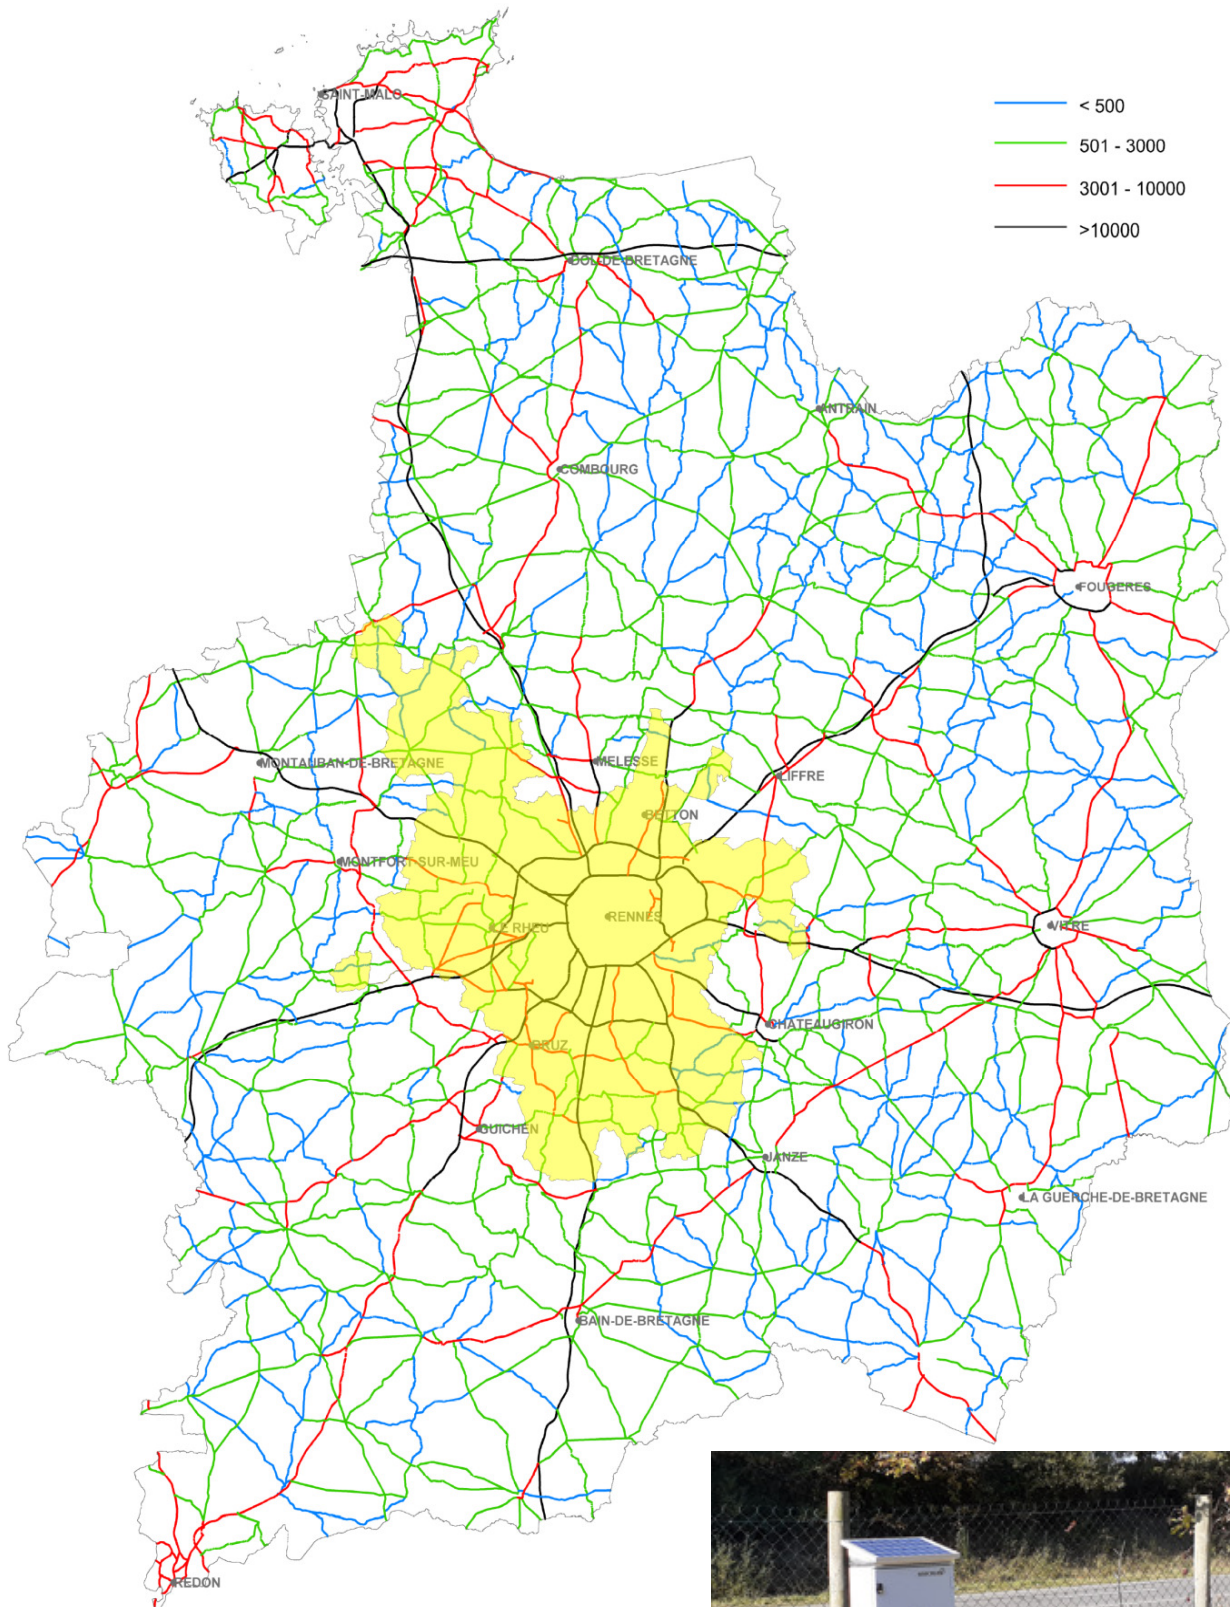 SAINT-MALO
< 500
501 - 3000
3001 - 10000
>10000
DOL-DE-BRETAGNE
ANTRAIN
COMBOURG
FOUGERES
MONTAUBAN-DE-BRETAGNE
MELESSE
LIFFRE
BETTON
MONTFORT-SUR-MEU
RENNES
LE RHEU
VITRE
CHATEAUGIRON
BRUZ
GUICHEN
JANZE
LA GUERCHE-DE-BRETAGNE
BAIN-DE-BRETAGNE
REDON